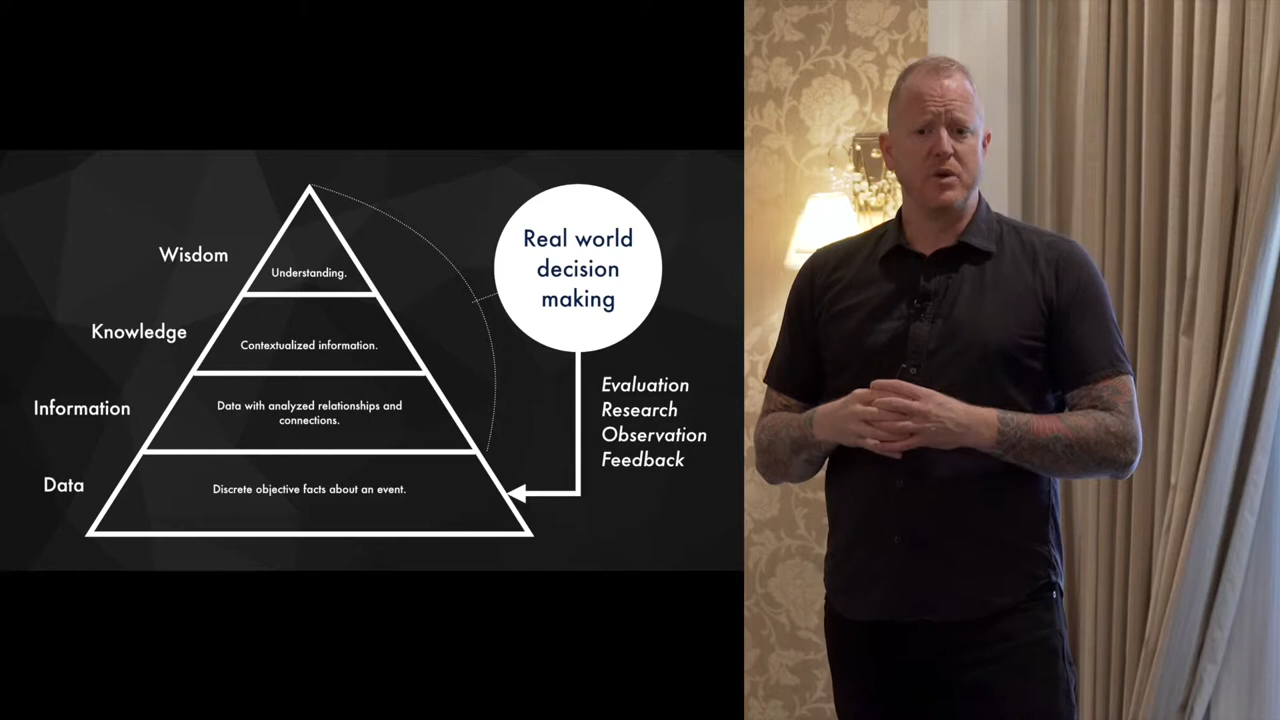 Wisdom
Understanding.
Knowledge
Contextualized information.
Information
Data with analyzed relationships and
connections.
Data
Discrete objective facts about an event.
Real world
decision
making
Evaluation
Research
Observation
Feedback